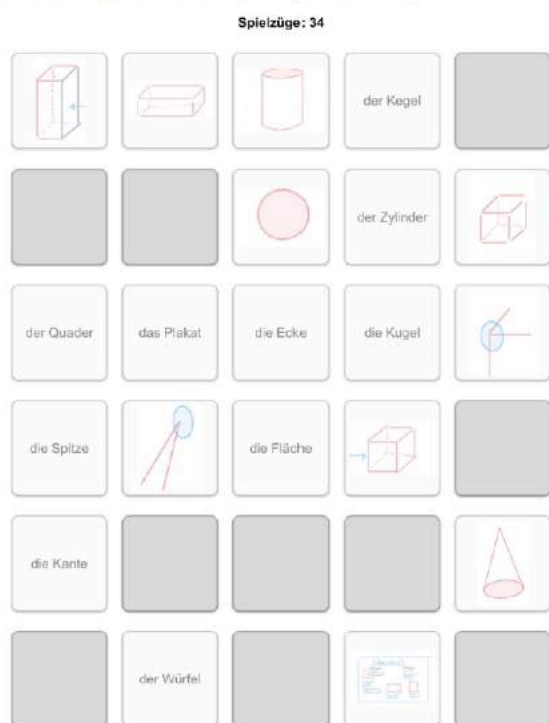 Spielzüge: 34
der Kegel
der Zylinder
der Quader
das Plakat
die Ecke
die Kugel
die Spitze
die Fläche
die Kante
der Würfel